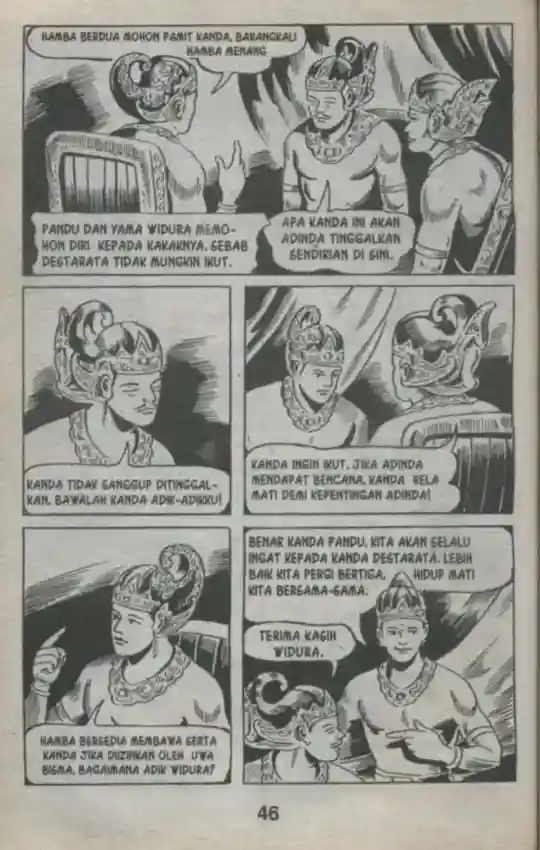 HAMBA BERDUA MOHON PAMIT KANDA, BARANGKALI
HAMBA MENANG
PANDU DAN YAMA WIDURA MEMO-
HON DIRI KEPADA KAKAKNYA. SEBAB
DESTARATA TIDAK MUNGKIN IKUT.
APA KANDA INI AKAN
ADINDA TINGGALKAN
SENDIRIAN DI SINI.
KANDA TIDAK SANGGUP DITINGGAL-
KAN. BAWALAH KANDA ADIK-ADIKKU!
KANDA INGIN IKUT. JIKA ADINDA
MENDAPAT BENCANA, KANDA RELA
MATI DEMI KEPENTINGAN ADINDA!
HAMBA BERSEDIA MEMBAWA SERTA
KANDA JIKA DIIZINKAN OLEH UWA
BISMA, BAGAIMANA ADIK WIDURA?
BENAR KANDA PANDU, KITA AKAN SELALU
INGAT KEPADA KANDA DESTARATA. LEBIH
BAIK KITA PERGI BERTIGA, HIDUP MATI
KITA BERSAMA-SAMA.
TERIMA KASIH
WIDURA.
46